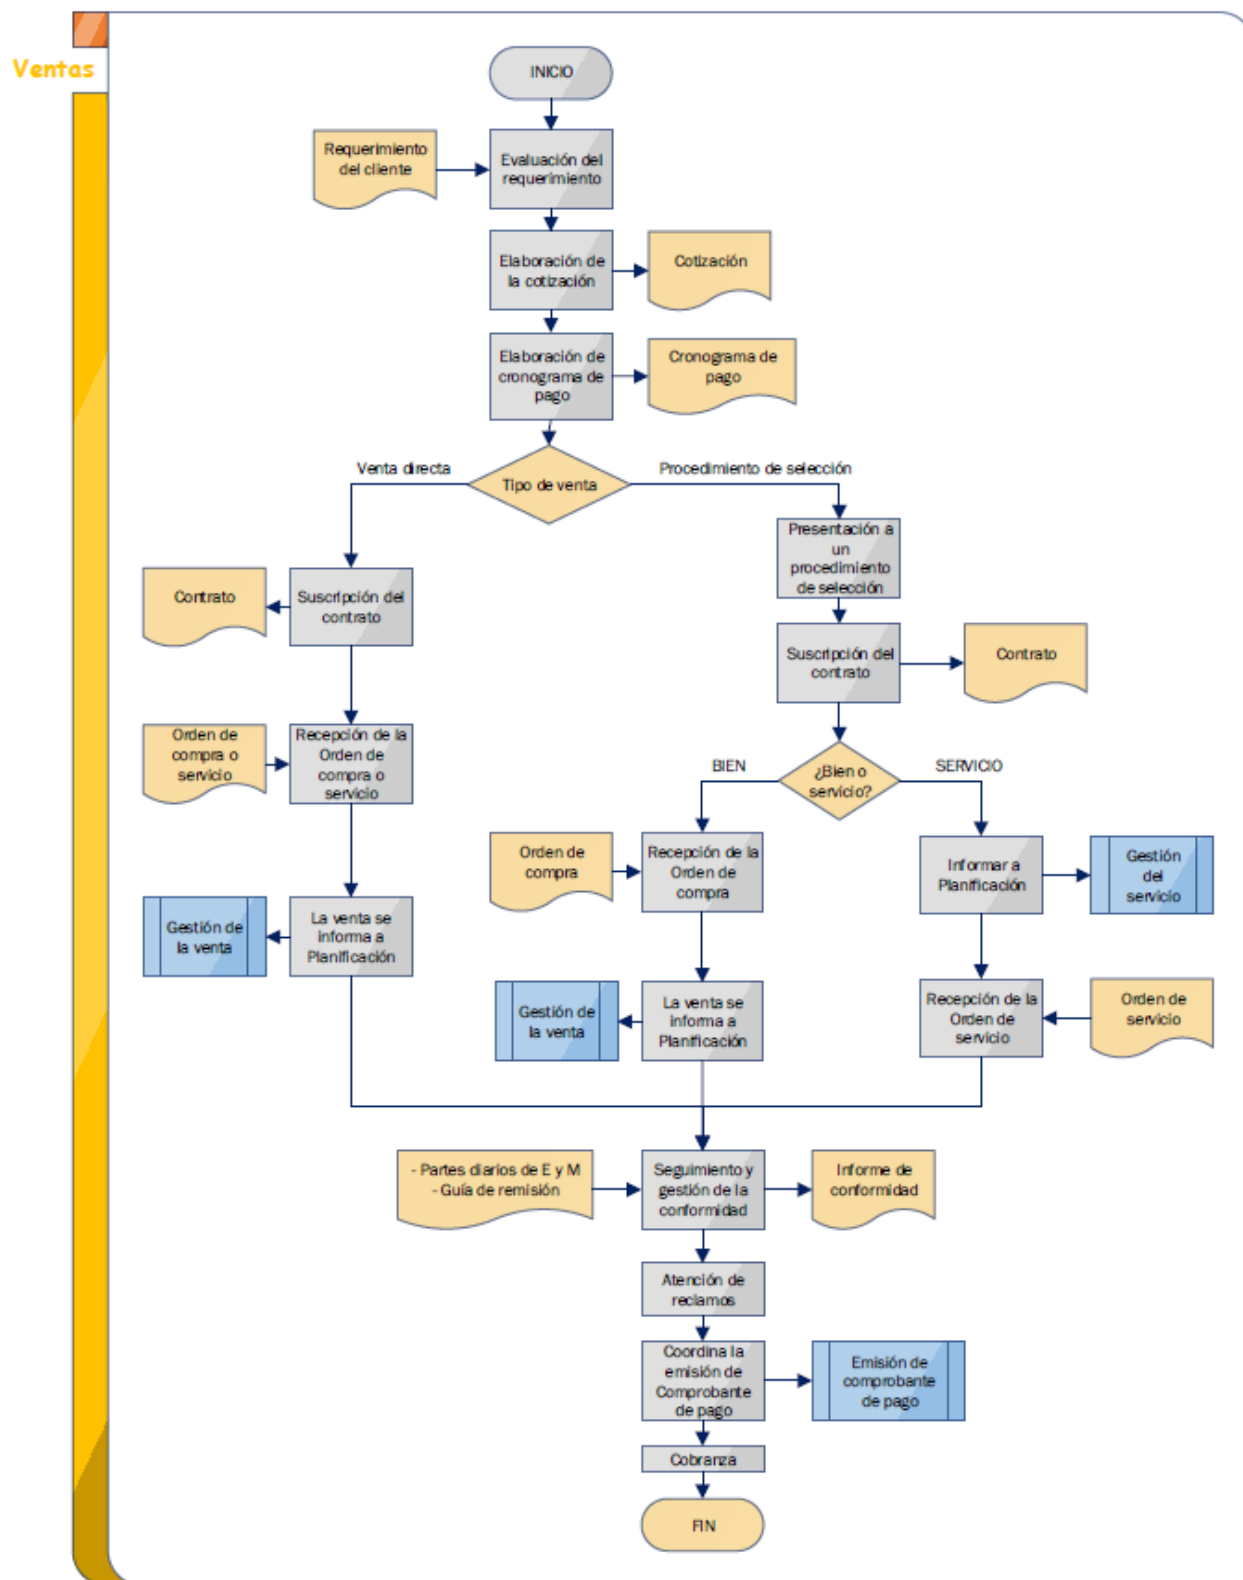 Ventas
INICIO
Requerimiento
del cliente
Evaluación del
requerimiento
Elaboración de
la cotización
Cotización
Elaboración de
cronograma de
pago
Cronograma de
pago
Venta directa
Tipo de venta
Procedimiento de selección
Presentación a
un
procedimiento
de selección
Contrato
Suscripción del
contrato
Suscripción del
contrato
Contrato
Orden de
compra o
servicio
Recepción de la
Orden de
compra o
servicio
BIEN
¿Bien o
servicio?
SERVICIO
Orden de
compra
Recepción de la
Orden de
compra
Informar a
Planificación
Gestión
del
servicio
Gestión de
la venta
La venta se
informa a
Planificación
Gestión de
la venta
La venta se
informa a
Planificación
Recepción de la
Orden de
servicio
Orden de
servicio
- Partes diarios de E y M
- Guía de remisión
Seguimiento y
gestión de la
conformidad
Informe de
conformidad
Atención de
reclamos
Coordina la
emisión de
Comprobante
de pago
Emisión de
comprobante
de pago
Cobranza
FIN